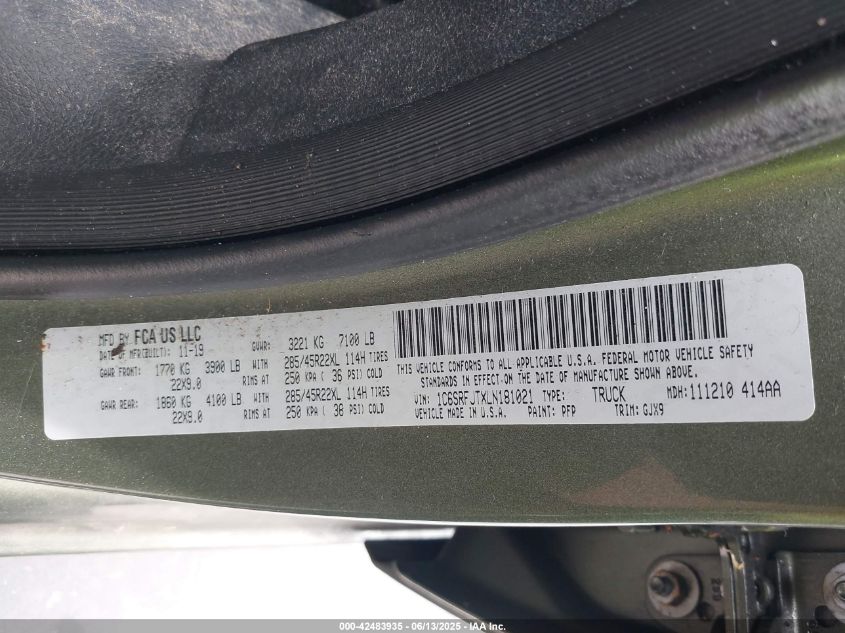 MFD BY FCA US LLC
DATE OF MFR(BUILT): 11-19 GVWR: 3221 KG 7100 LB
GAWR FRONT: 1770 KG 3900 LB WITH 285/45R22XL 114H TIRES
22X9.0 RIMS AT 250 KPA ( 36 PSI) COLD
GAWR REAR: 1860 KG 4100 LB WITH 285/45R22XL 114H TIRES
22X9.0 RIMS AT 250 KPA ( 38 PSI) COLD
THIS VEHICLE CONFORMS TO ALL APPLICABLE U.S.A. FEDERAL MOTOR VEHICLE SAFETY
STANDARDS IN EFFECT ON THE DATE OF MANUFACTURE SHOWN ABOVE.
VIN: 1C6SRFJTXLN181021 TYPE: TRUCK MDH: 111210 414AA
VEHICLE MADE IN U.S.A. PAINT: PFP TRIM: GJX9
000-42483935 - 06/13/2025 - IAA Inc.